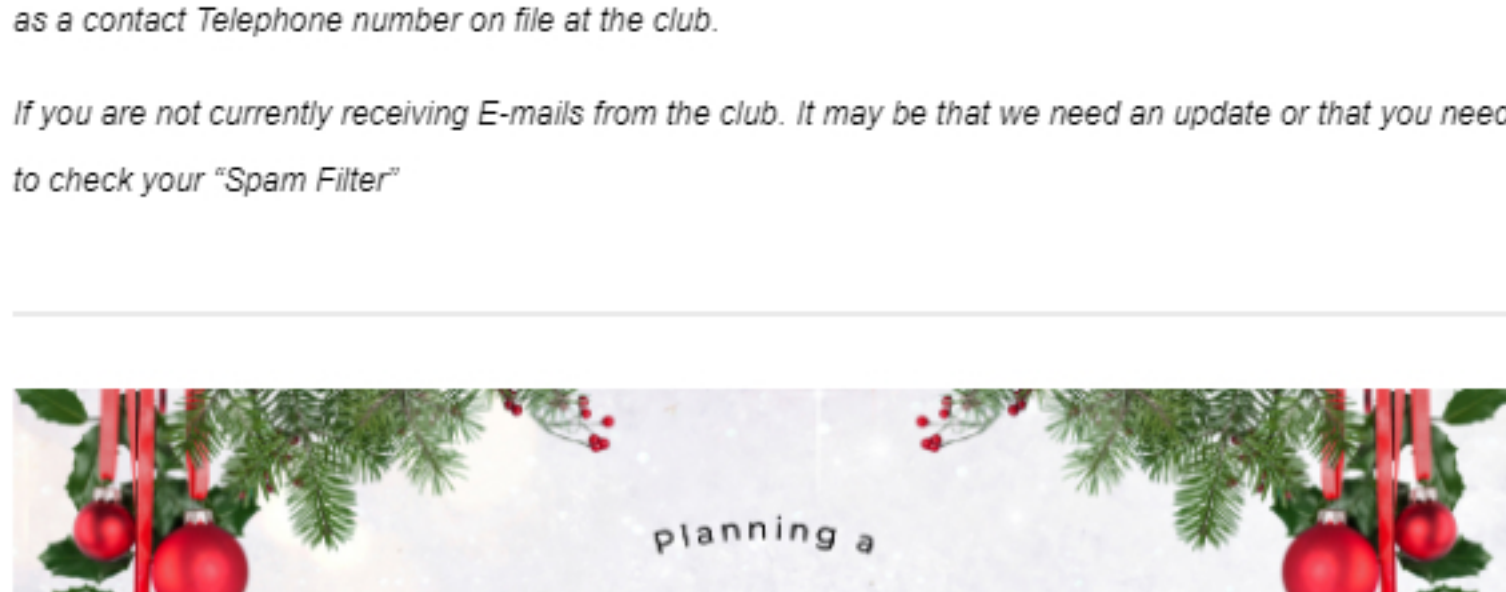 as a contact Telephone number on file at the club.
If you are not currently receiving E-mails from the club. It may be that we need an update or that you need
to check your “Spam Filter”
Planning a